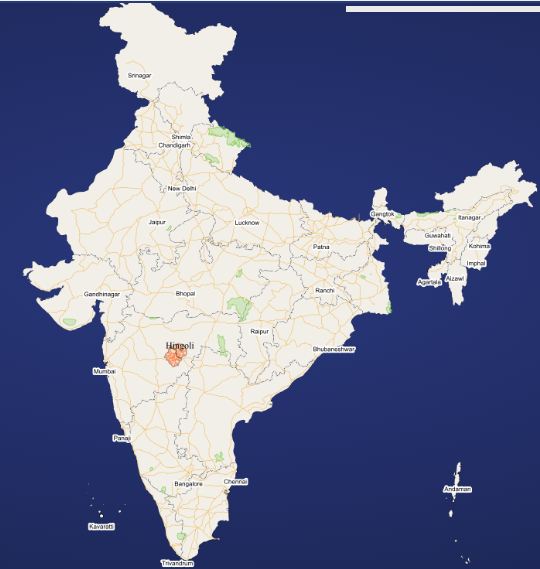 Srinagar
Shimla
Chandigarh
New Delhi
Jaipur
Lucknow
Gangtok
Itanagar
Guwahati
Shillong
Kohima
Imphal
Patna
Agartala
Aizawl
Gandhinagar
Bhopal
Ranchi
Raipur
Hingoli
Bhubaneshwar
Mumbai
Panaji
Bangalore
Chennai
Andaman
Kavaratti
Trivandrum